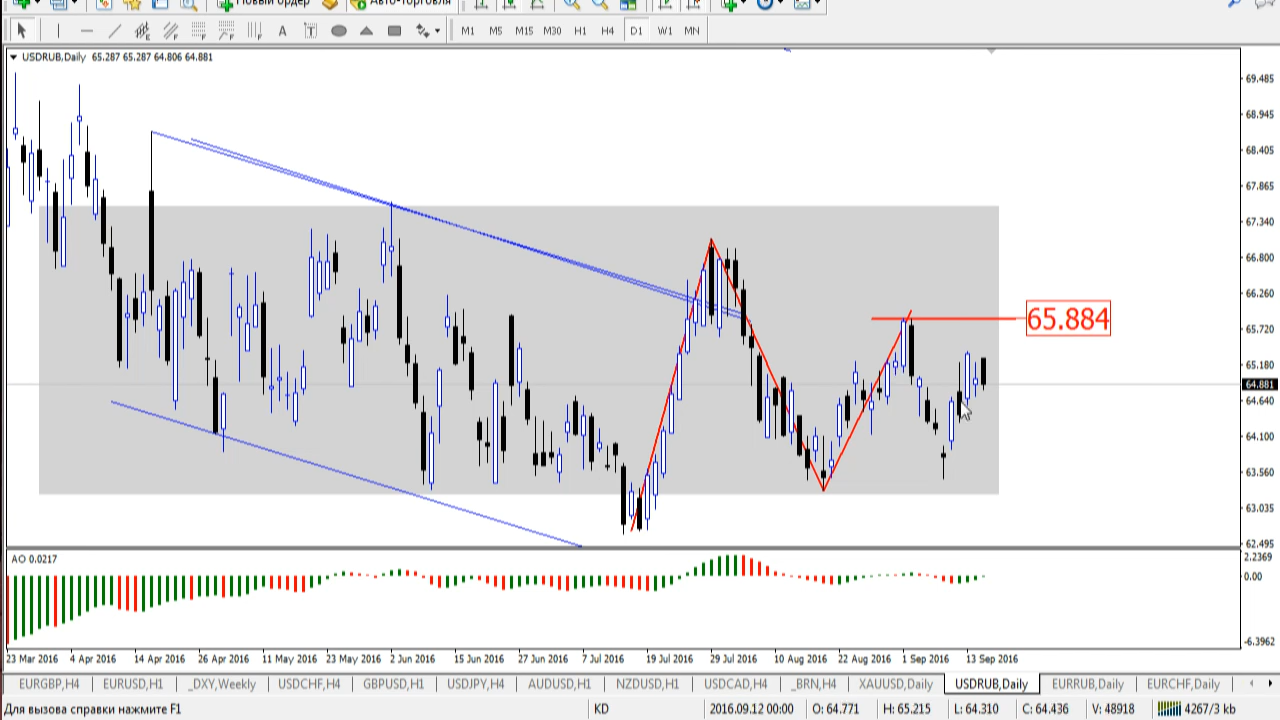 Новый ордер Авто-торговля
A T M1 M5 M15 M30 H1 H4 D1 W1 MN
USDRUB,Daily 65.287 65.287 64.806 64.881
69.485
68.945
68.405
67.865
67.340
66.800
66.260
65.884
65.720
65.180
64.881
64.640
64.100
63.560
63.035
62.495
AO 0.0217
2.2369
0.00
-6.3962
23 Mar 2016 4 Apr 2016 14 Apr 2016 26 Apr 2016 11 May 2016 23 May 2016 2 Jun 2016 15 Jun 2016 27 Jun 2016 7 Jul 2016 19 Jul 2016 29 Jul 2016 10 Aug 2016 22 Aug 2016 1 Sep 2016 13 Sep 2016
EURGBP,H4 EURUSD,H1 _DXY,Weekly USDCHF,H4 GBPUSD,H1 USDJPY,H4 AUDUSD,H1 NZDUSD,H1 USDCAD,H4 _BRN,H4 XAUUSD,Daily USDRUB,Daily EURRUB,Daily EURCHF,Daily
Для вызова справки нажмите F1 KD 2016.09.12 00:00 O: 64.771 H: 65.215 L: 64.310 C: 64.436 V: 48918 4267/3 kb